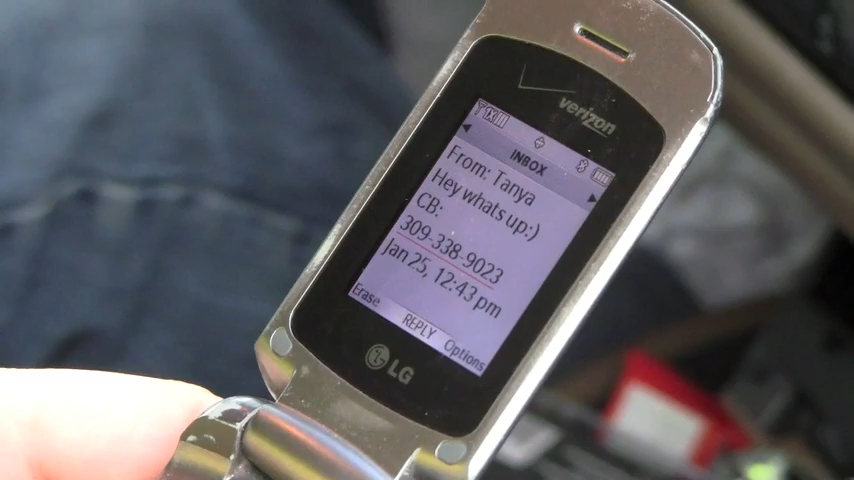 verizon
1X
INBOX
From: Tanya
Hey whats up:)
CB:
309-338-9023
Jan 25, 12:43 pm
Erase REPLY Options
LG